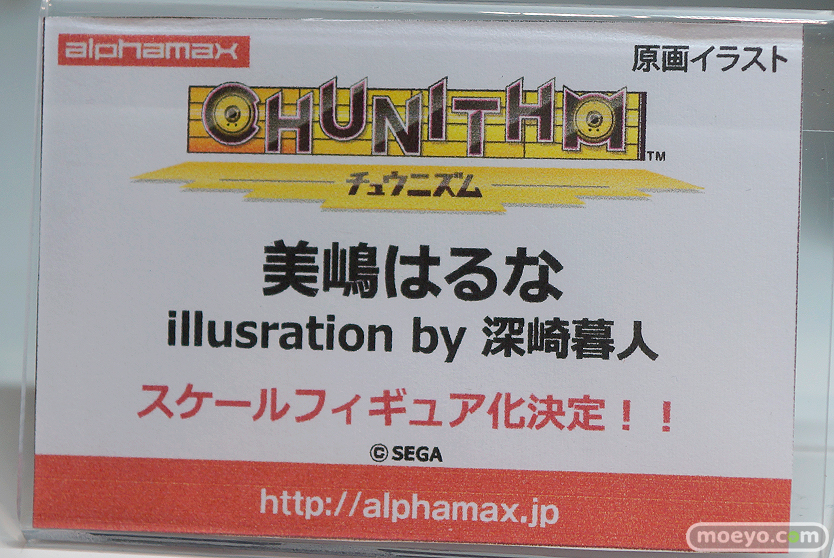 alphamax
原画イラスト
CHUNITHM
TM
チュウニズム
美嶋はるな
illusration by 深崎暮人
スケールフィギュア化決定！！
©SEGA
http://alphamax.jp
moeyo.com